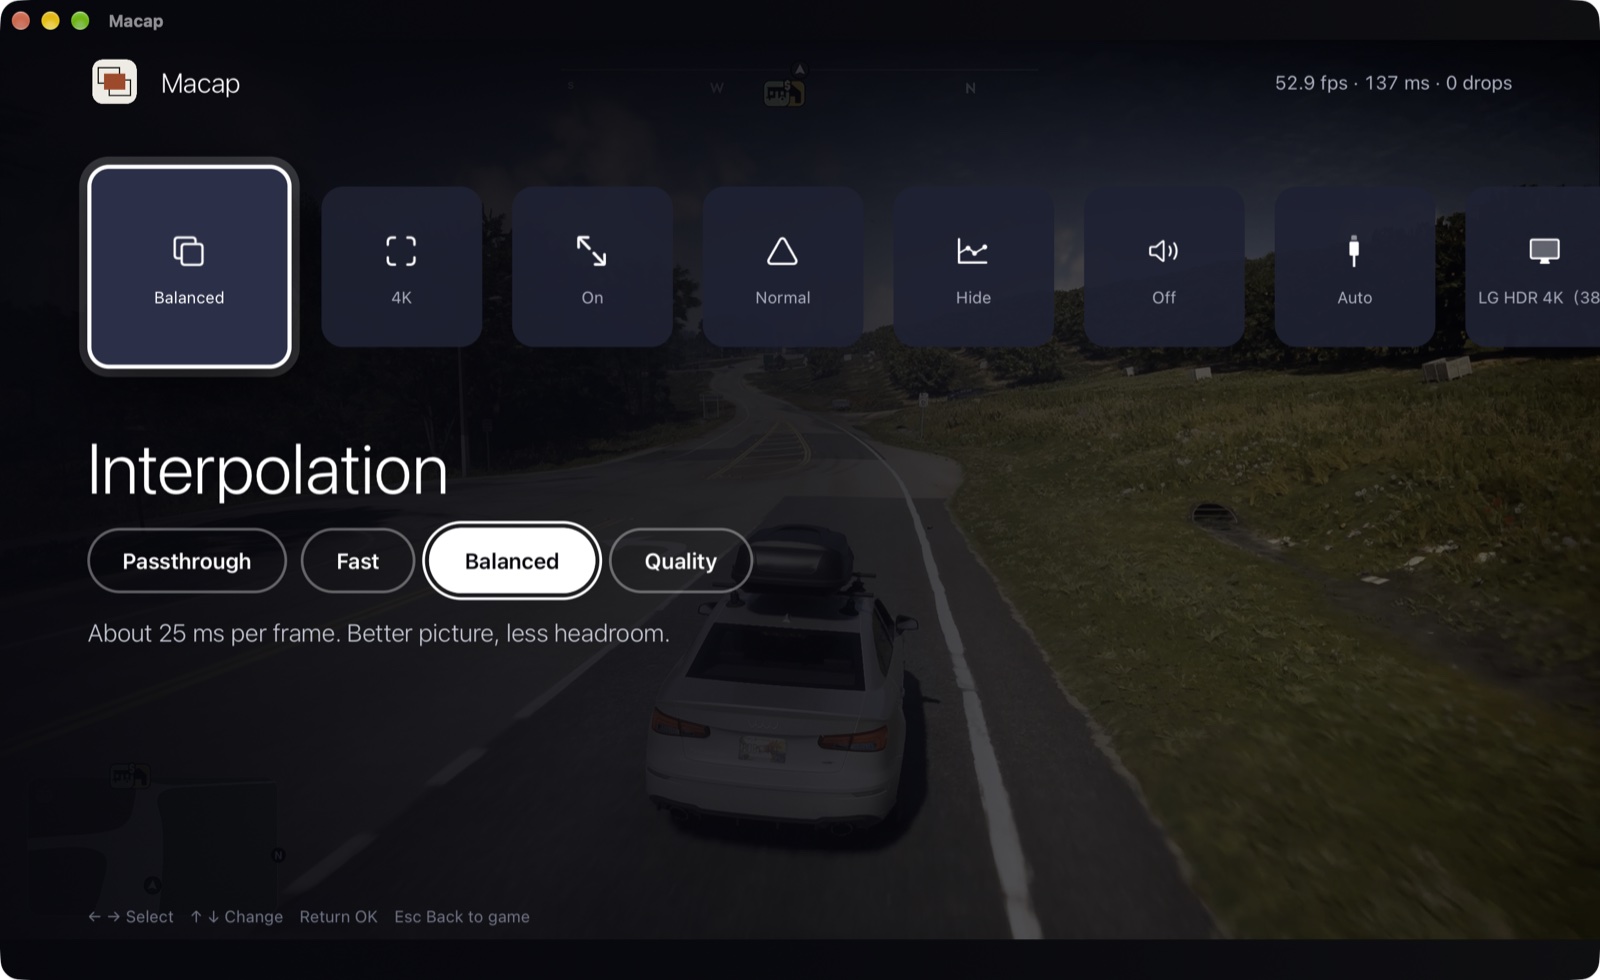 Macap
Macap
52.9 fps · 137 ms · 0 drops
S
W
N
Balanced
4K
On
Normal
Hide
Off
Auto
LG HDR 4K (38
Interpolation
Passthrough
Fast
Balanced
Quality
About 25 ms per frame. Better picture, less headroom.
N
← → Select ↑ ↓ Change Return OK Esc Back to game